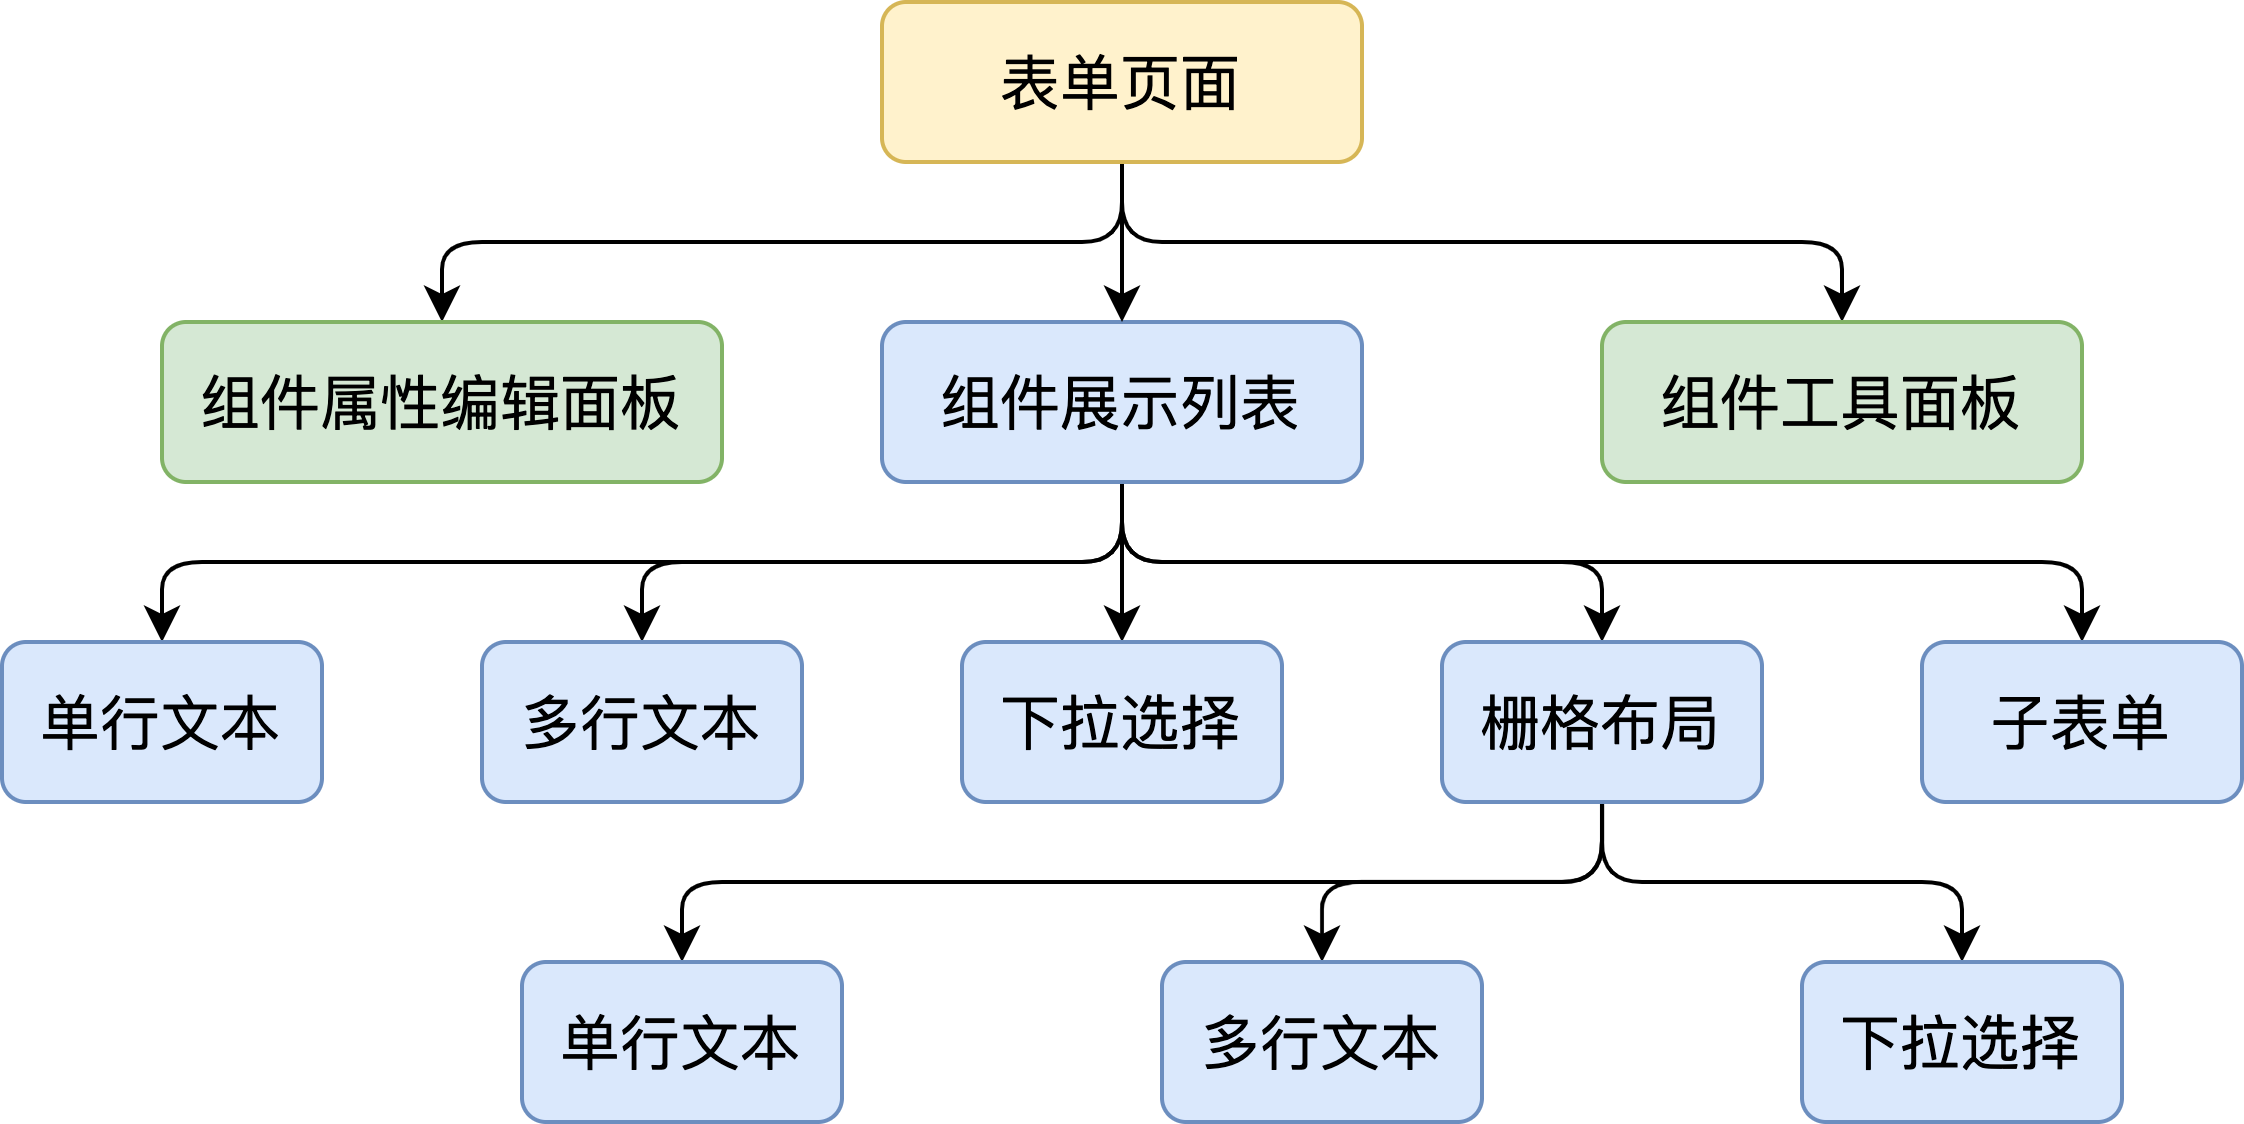 表单页面
组件属性编辑面板
组件展示列表
组件工具面板
单行文本
多行文本
下拉选择
栅格布局
子表单
单行文本
多行文本
下拉选择